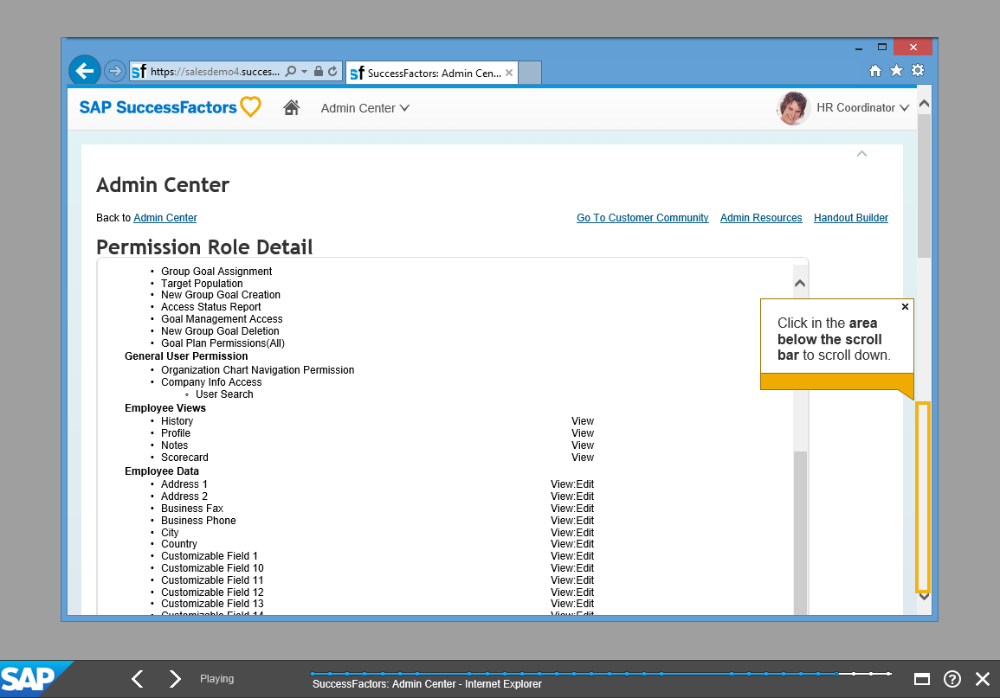 https://salesdemo4.succes...
SuccessFactors: Admin Cen...
SAP SuccessFactors
Admin Center
HR Coordinator
Admin Center
Back to Admin Center
Go To Customer Community
Admin Resources
Handout Builder
Permission Role Detail
• Group Goal Assignment
• Target Population
• New Group Goal Creation
• Access Status Report
• Goal Management Access
• New Group Goal Deletion
• Goal Plan Permissions(All)
General User Permission
• Organization Chart Navigation Permission
• Company Info Access
◦ User Search
Employee Views
• History View
• Profile View
• Notes View
• Scorecard View
Employee Data
• Address 1 View:Edit
• Address 2 View:Edit
• Business Fax View:Edit
• Business Phone View:Edit
• City View:Edit
• Country View:Edit
• Customizable Field 1 View:Edit
• Customizable Field 10 View:Edit
• Customizable Field 11 View:Edit
• Customizable Field 12 View:Edit
• Customizable Field 13 View:Edit
• Customizable Field 14 View:Edit
Click in the area
below the scroll
bar to scroll down.
SAP
Playing
SuccessFactors: Admin Center - Internet Explorer